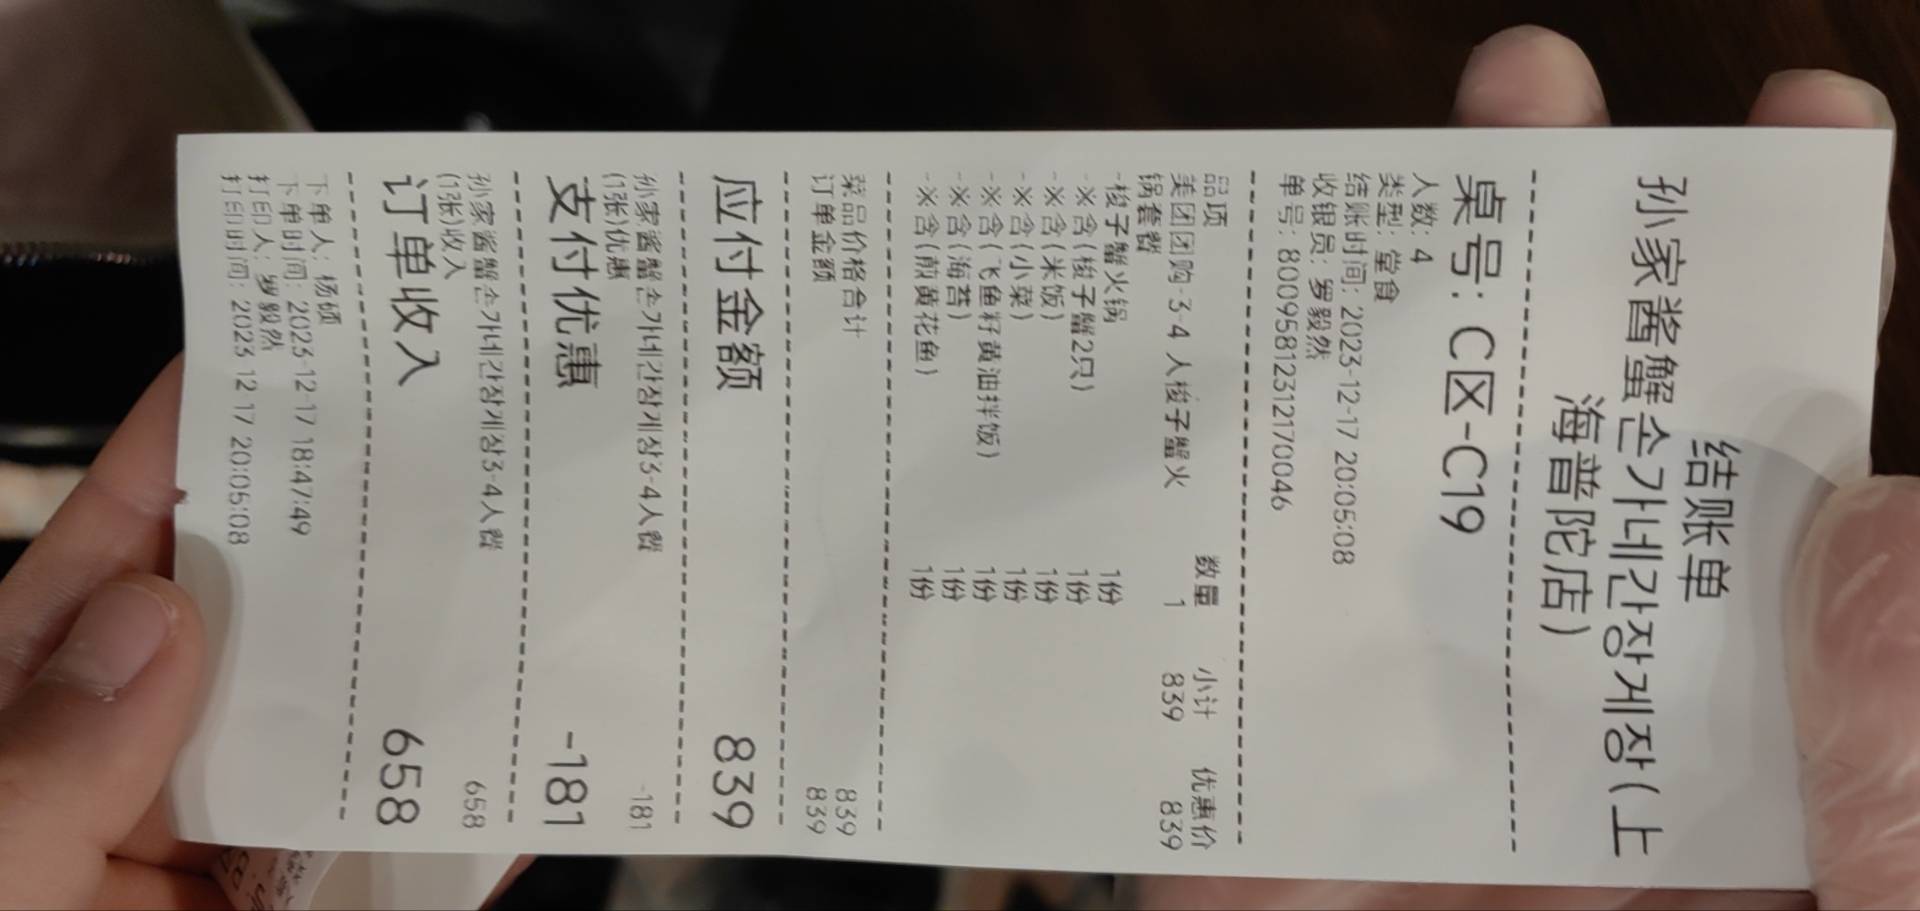 结账单
孙家酱蟹손가네간장게장(上
海普陀店)
桌号: C区-C19
人数: 4
类型: 堂食
结账时间: 2023-12-17 20:05:08
收银员: 罗毅然
单号: 80095812312170046
品项 数量 小计 优惠价
美团团购-3-4 人梭子蟹火 1 839 839
锅套餐
-梭子蟹火锅 1份
-※含(梭子蟹2只) 1份
-※含(米饭) 1份
-※含(小菜) 1份
-※含(飞鱼籽黄油拌饭) 1份
-※含(海苔) 1份
-※含(煎黄花鱼) 1份
菜品价格合计 839
订单金额 839
应付金额 839
孙家酱蟹손가네간장게장3-4人餐 -181
(1张)优惠
支付优惠 -181
孙家酱蟹손가네간장게장3-4人餐 658
(1张)收入
订单收入 658
下单人: 杨硕
下单时间: 2023-12-17 18:47:49
打印人: 罗毅然
打印时间: 2023-12-17 20:05:08